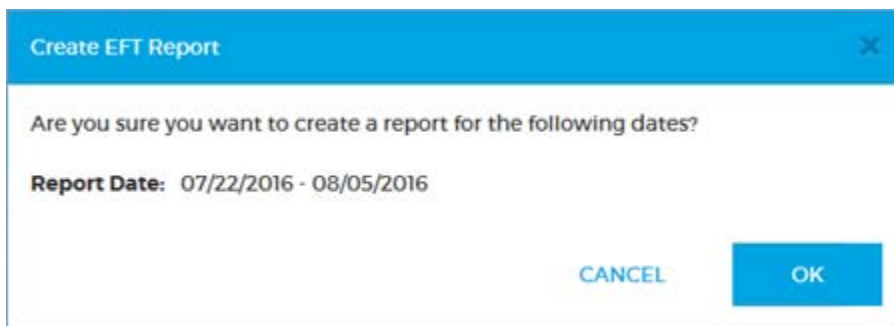 Create EFT Report
Are you sure you want to create a report for the following dates?
Report Date: 07/22/2016 - 08/05/2016
CANCEL OK